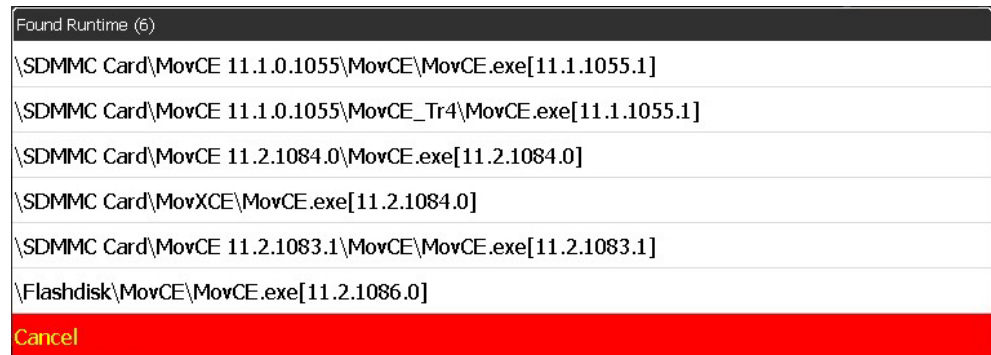 Found Runtime (6)
\SDMMC Card\MovCE 11.1.0.1055\MovCE\MovCE.exe[11.1.1055.1]
\SDMMC Card\MovCE 11.1.0.1055\MovCE_Tr4\MovCE.exe[11.1.1055.1]
\SDMMC Card\MovCE 11.2.1084.0\MovCE.exe[11.2.1084.0]
\SDMMC Card\MovXCE\MovCE.exe[11.2.1084.0]
\SDMMC Card\MovCE 11.2.1083.1\MovCE\MovCE.exe[11.2.1083.1]
\Flashdisk\MovCE\MovCE.exe[11.2.1086.0]
Cancel